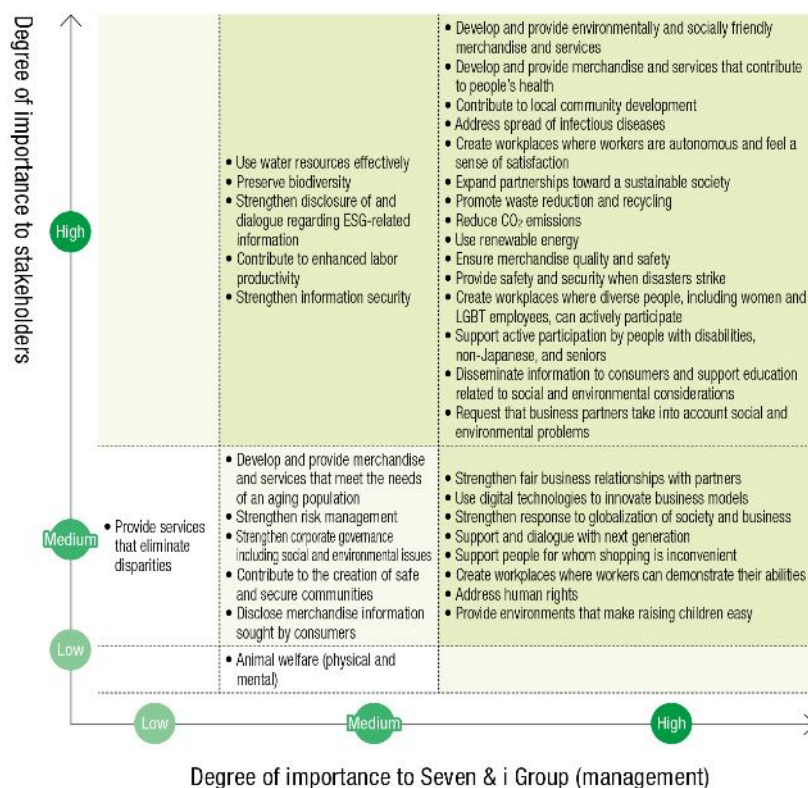 Degree of importance to stakeholders
High
Medium
Low
• Use water resources effectively
• Preserve biodiversity
• Strengthen disclosure of and
dialogue regarding ESG-related
information
• Contribute to enhanced labor
productivity
• Strengthen information security
• Develop and provide environmentally and socially friendly
merchandise and services
• Develop and provide merchandise and services that contribute
to people's health
• Contribute to local community development
• Address spread of infectious diseases
• Create workplaces where workers are autonomous and feel a
sense of satisfaction
• Expand partnerships toward a sustainable society
• Promote waste reduction and recycling
• Reduce CO₂ emissions
• Use renewable energy
• Ensure merchandise quality and safety
• Provide safety and security when disasters strike
• Create workplaces where diverse people, including women and
LGBT employees, can actively participate
• Support active participation by people with disabilities,
non-Japanese, and seniors
• Disseminate information to consumers and support education
related to social and environmental considerations
• Request that business partners take into account social and
environmental problems
• Provide services
that eliminate
disparities
• Develop and provide merchandise
and services that meet the needs
of an aging population
• Strengthen risk management
• Strengthen corporate governance
including social and environmental issues
• Contribute to the creation of safe
and secure communities
• Disclose merchandise information
sought by consumers
• Strengthen fair business relationships with partners
• Use digital technologies to innovate business models
• Strengthen response to globalization of society and business
• Support and dialogue with next generation
• Support people for whom shopping is inconvenient
• Create workplaces where workers can demonstrate their abilities
• Address human rights
• Provide environments that make raising children easy
• Animal welfare (physical and
mental)
Low
Medium
High
Degree of importance to Seven & i Group (management)